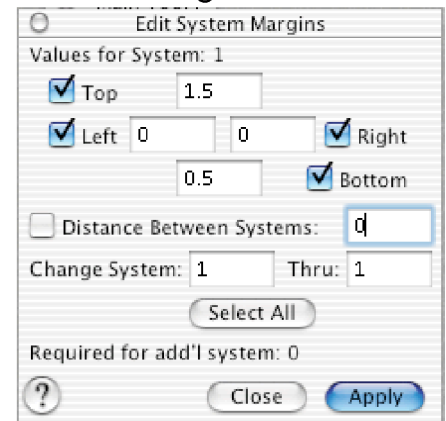 Edit System Margins
Values for System: 1
Top 1.5
Left 0 0 Right
0.5 Bottom
Distance Between Systems: 0
Change System: 1 Thru: 1
Select All
Required for add'l system: 0
? Close Apply